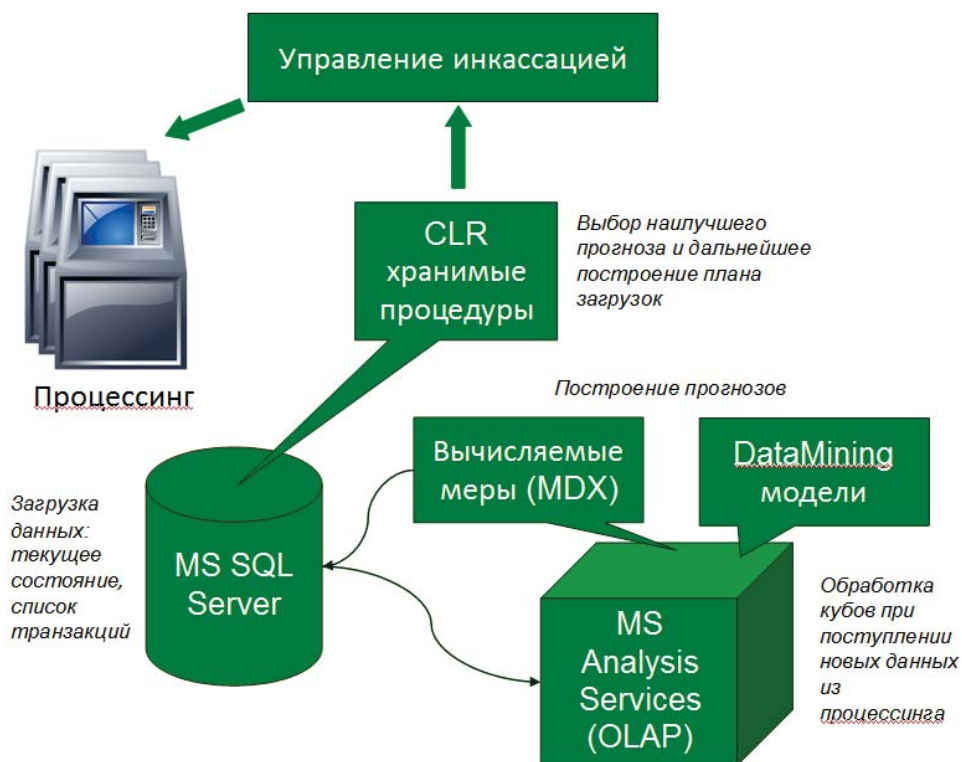 Управление инкассацией
CLR
хранимые
процедуры
Выбор наилучшего
прогноза и дальнейшее
построение плана
загрузок
Процессинг
Построение прогнозов
Вычисляемые
меры (MDX)
DataMining
модели
Загрузка
данных:
текущее
состояние,
список
транзакций
MS SQL
Server
MS
Analysis
Services
(OLAP)
Обработка
кубов при
поступлении
новых данных
из
процессинга